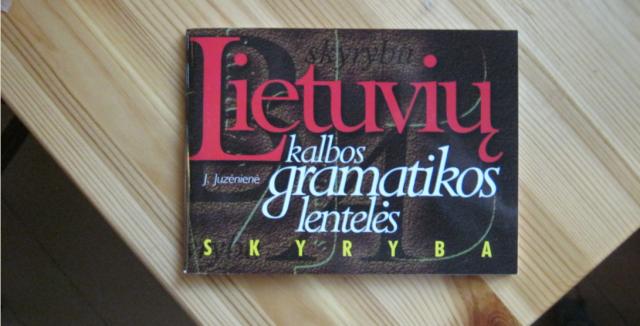 skyryba
Lietuvių
kalbos
J. Juzėnienė
gramatikos
lentelės
SKYRYBA